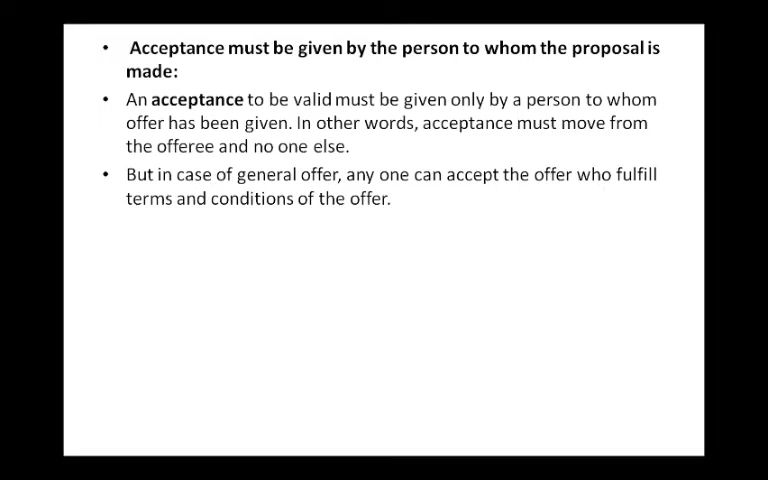 • Acceptance must be given by the person to whom the proposal is
made:
• An acceptance to be valid must be given only by a person to whom
offer has been given. In other words, acceptance must move from
the offeree and no one else.
• But in case of general offer, any one can accept the offer who fulfill
terms and conditions of the offer.